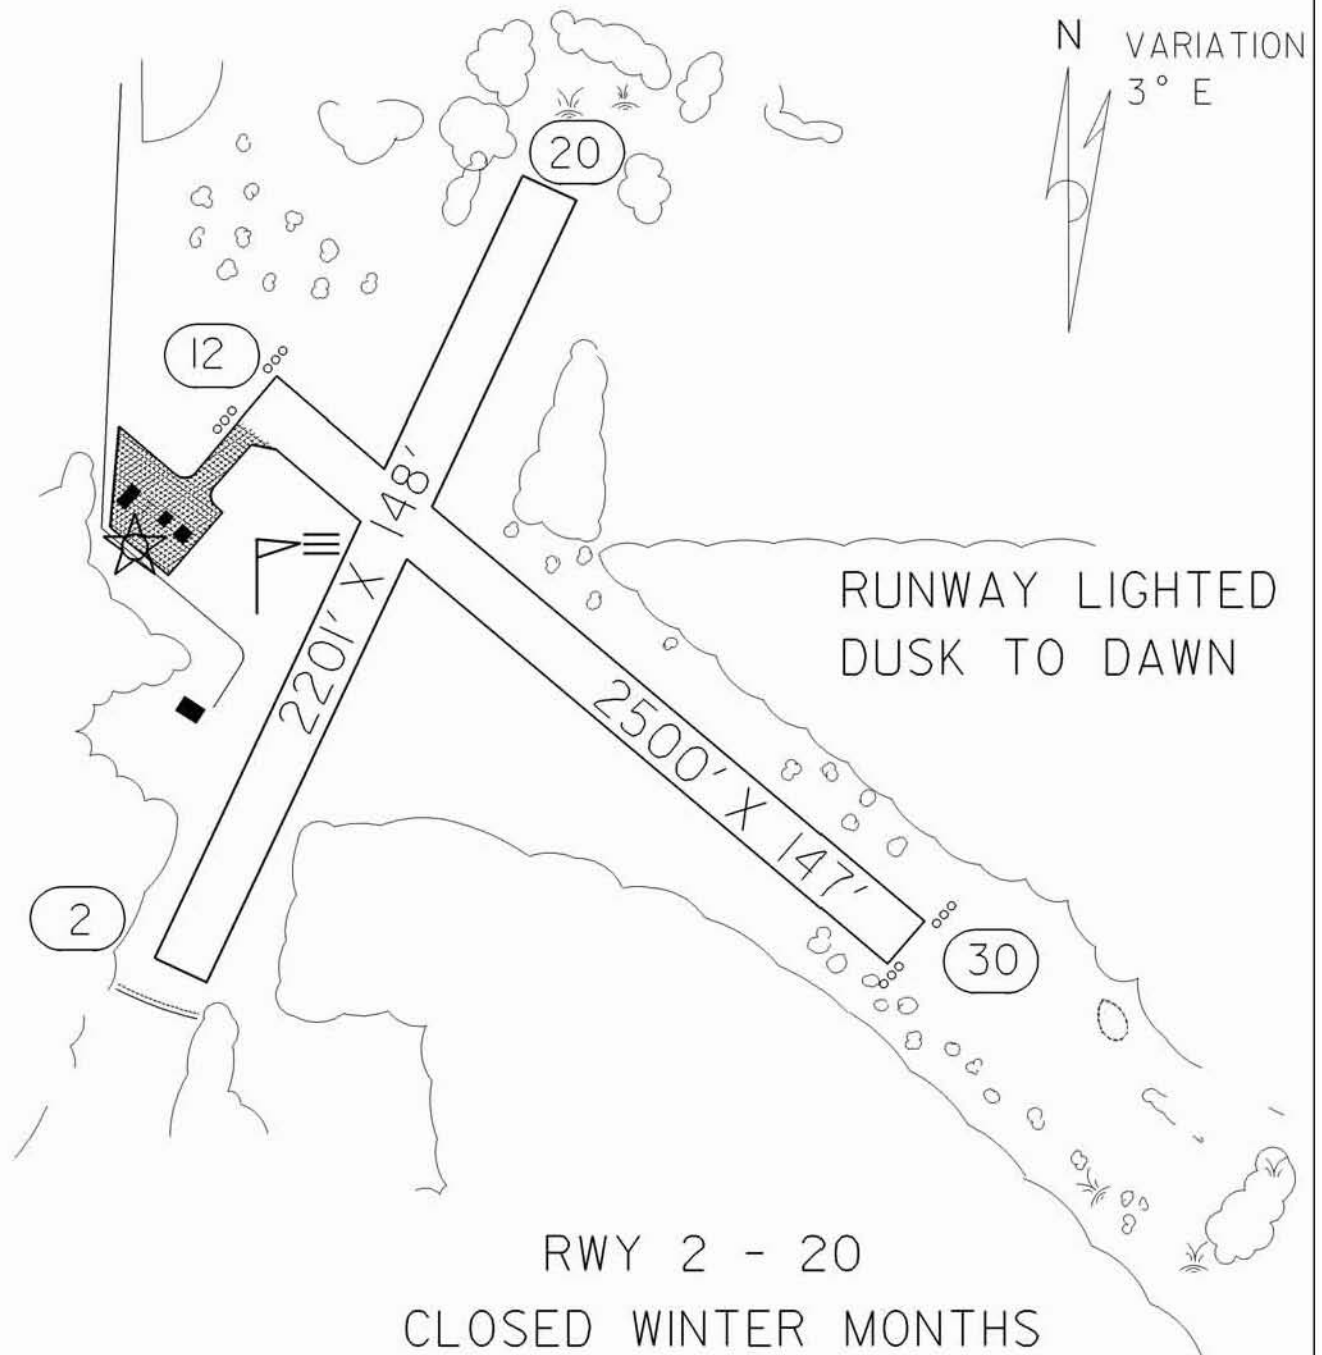 N
VARIATION
3° E
20
12
2201' X 148'
RUNWAY LIGHTED
DUSK TO DAWN
2500' X 147'
2
30
RWY 2 - 20
CLOSED WINTER MONTHS